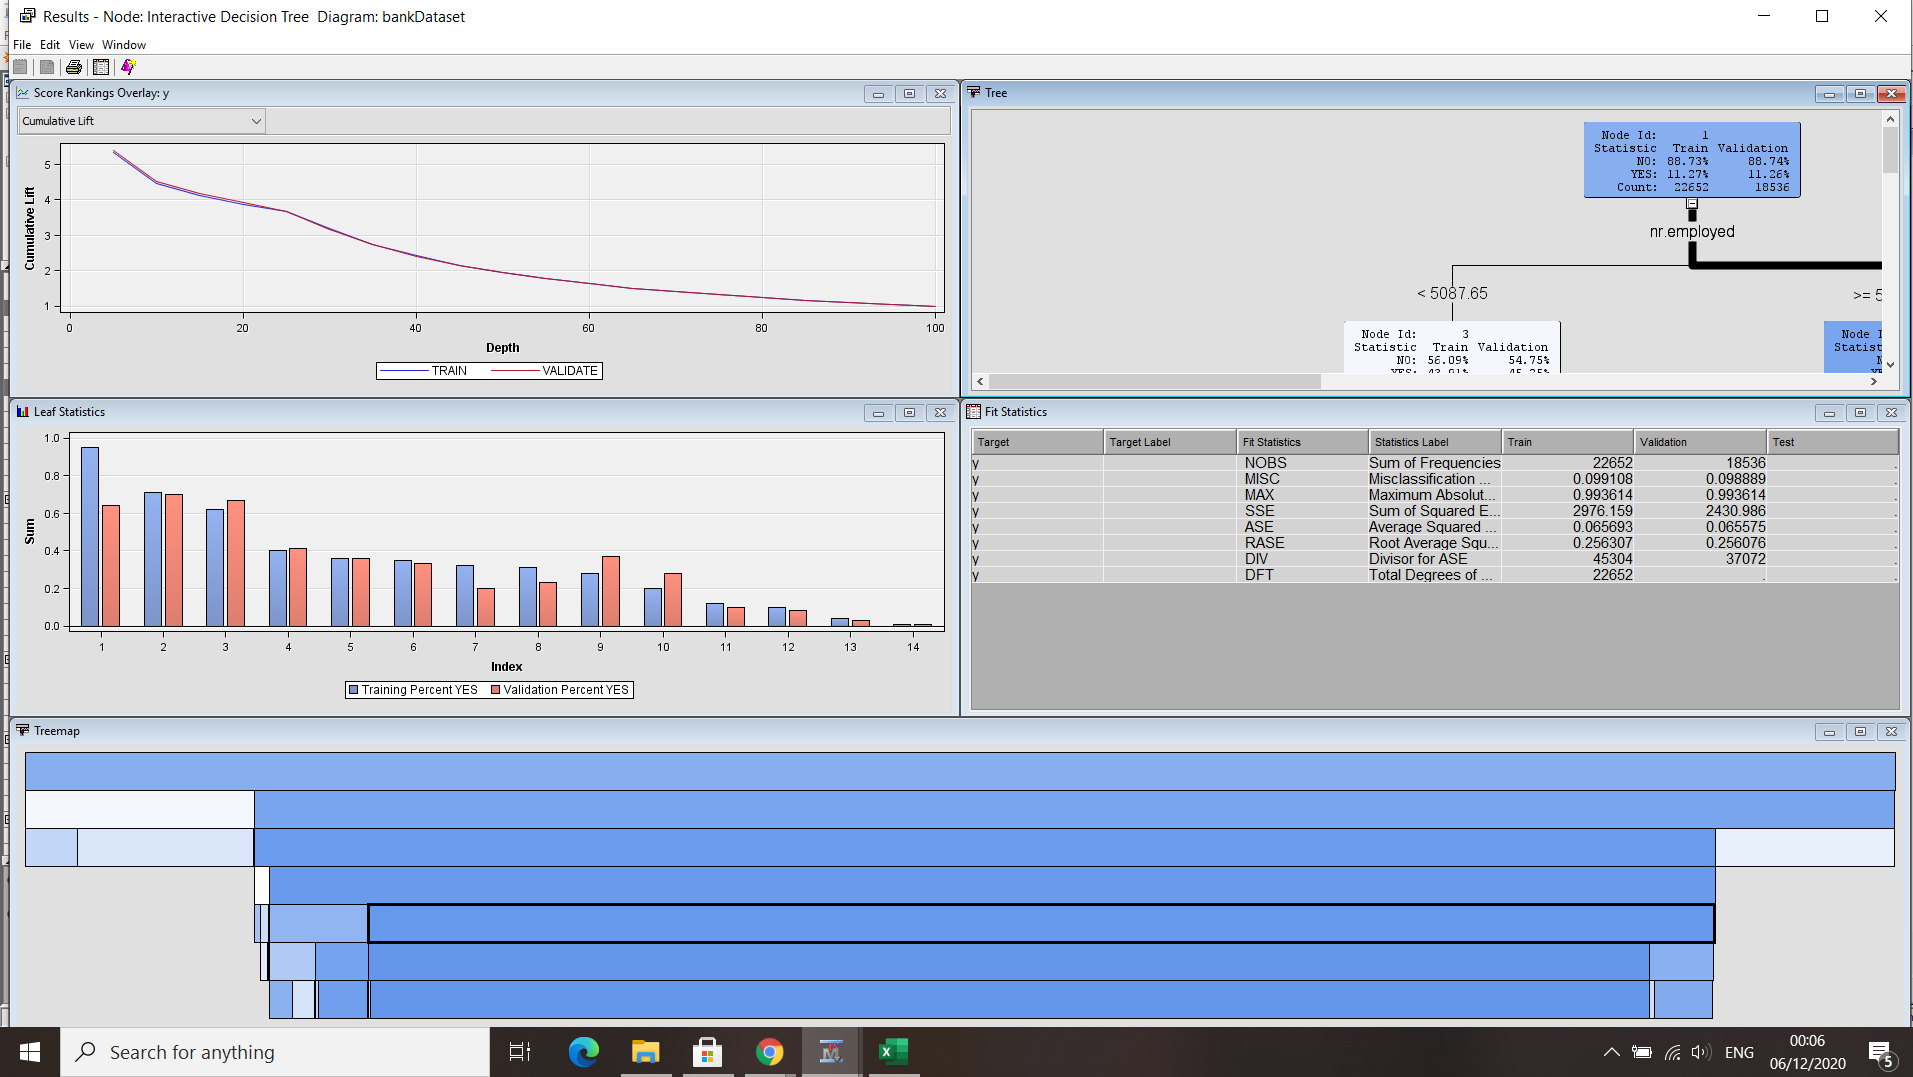 Results - Node: Interactive Decision Tree  Diagram: bankDataset
File Edit View Window
Score Rankings Overlay: y
Cumulative Lift
Cumulative Lift
5
4
3
2
1
0 20 40 60 80 100
Depth
TRAIN VALIDATE
Tree
Node Id: 1
Statistic Train Validation
NO: 88.73% 88.74%
YES: 11.27% 11.26%
Count: 22652 18536
nr.employed
< 5087.65
>= 5
Node Id: 3
Statistic Train Validation
NO: 56.09% 54.75%
YES: 43.91% 45.25%
Node I
Statist
Leaf Statistics
Sum
1.0
0.8
0.6
0.4
0.2
0.0
1 2 3 4 5 6 7 8 9 10 11 12 13 14
Index
Training Percent YES Validation Percent YES
Fit Statistics
Target Target Label Fit Statistics Statistics Label Train Validation Test
y NOBS Sum of Frequencies 22652 18536 .
y MISC Misclassification ... 0.099108 0.098889 .
y MAX Maximum Absolut... 0.993614 0.993614 .
y SSE Sum of Squared E... 2976.159 2430.986 .
y ASE Average Squared ... 0.065693 0.065575 .
y RASE Root Average Squ... 0.256307 0.256076 .
y DIV Divisor for ASE 45304 37072 .
y DFT Total Degrees of ... 22652 . .
Treemap
Search for anything
ENG
00:06
06/12/2020
5